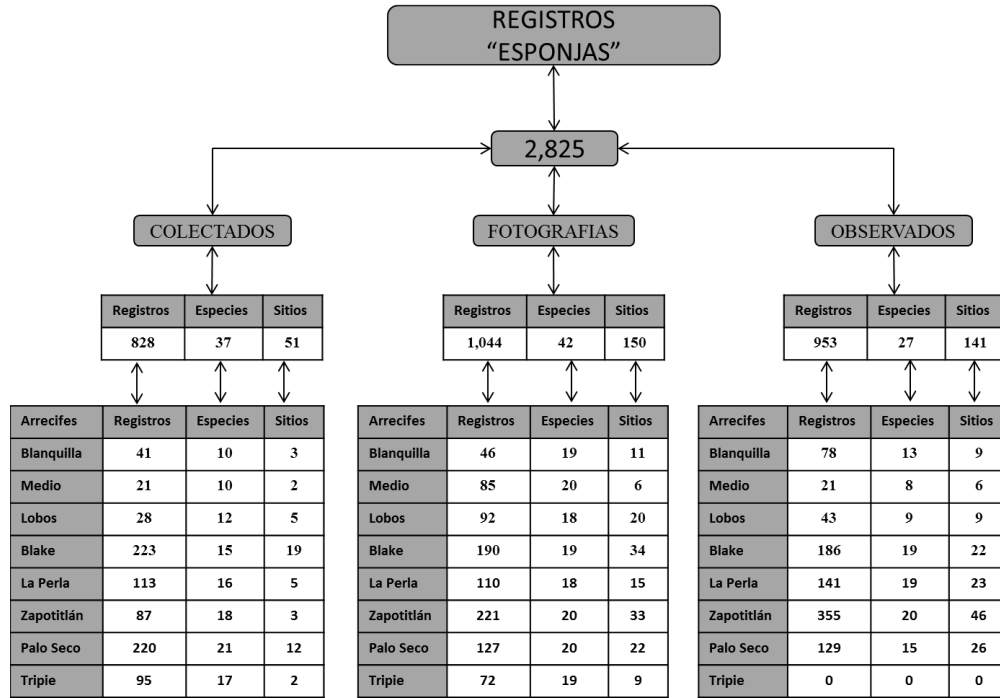 REGISTROS
“ESPONJAS”
2,825
COLECTADOS
FOTOGRAFIAS
OBSERVADOS
Registros Especies Sitios
828 37 51
Registros Especies Sitios
1,044 42 150
Registros Especies Sitios
953 27 141
Arrecifes Registros Especies Sitios
Blanquilla 41 10 3
Medio 21 10 2
Lobos 28 12 5
Blake 223 15 19
La Perla 113 16 5
Zapotitlán 87 18 3
Palo Seco 220 21 12
Tripie 95 17 2
Arrecifes Registros Especies Sitios
Blanquilla 46 19 11
Medio 85 20 6
Lobos 92 18 20
Blake 190 19 34
La Perla 110 18 15
Zapotitlán 221 20 33
Palo Seco 127 20 22
Tripie 72 19 9
Arrecifes Registros Especies Sitios
Blanquilla 78 13 9
Medio 21 8 6
Lobos 43 9 9
Blake 186 19 22
La Perla 141 19 23
Zapotitlán 355 20 46
Palo Seco 129 15 26
Tripie 0 0 0